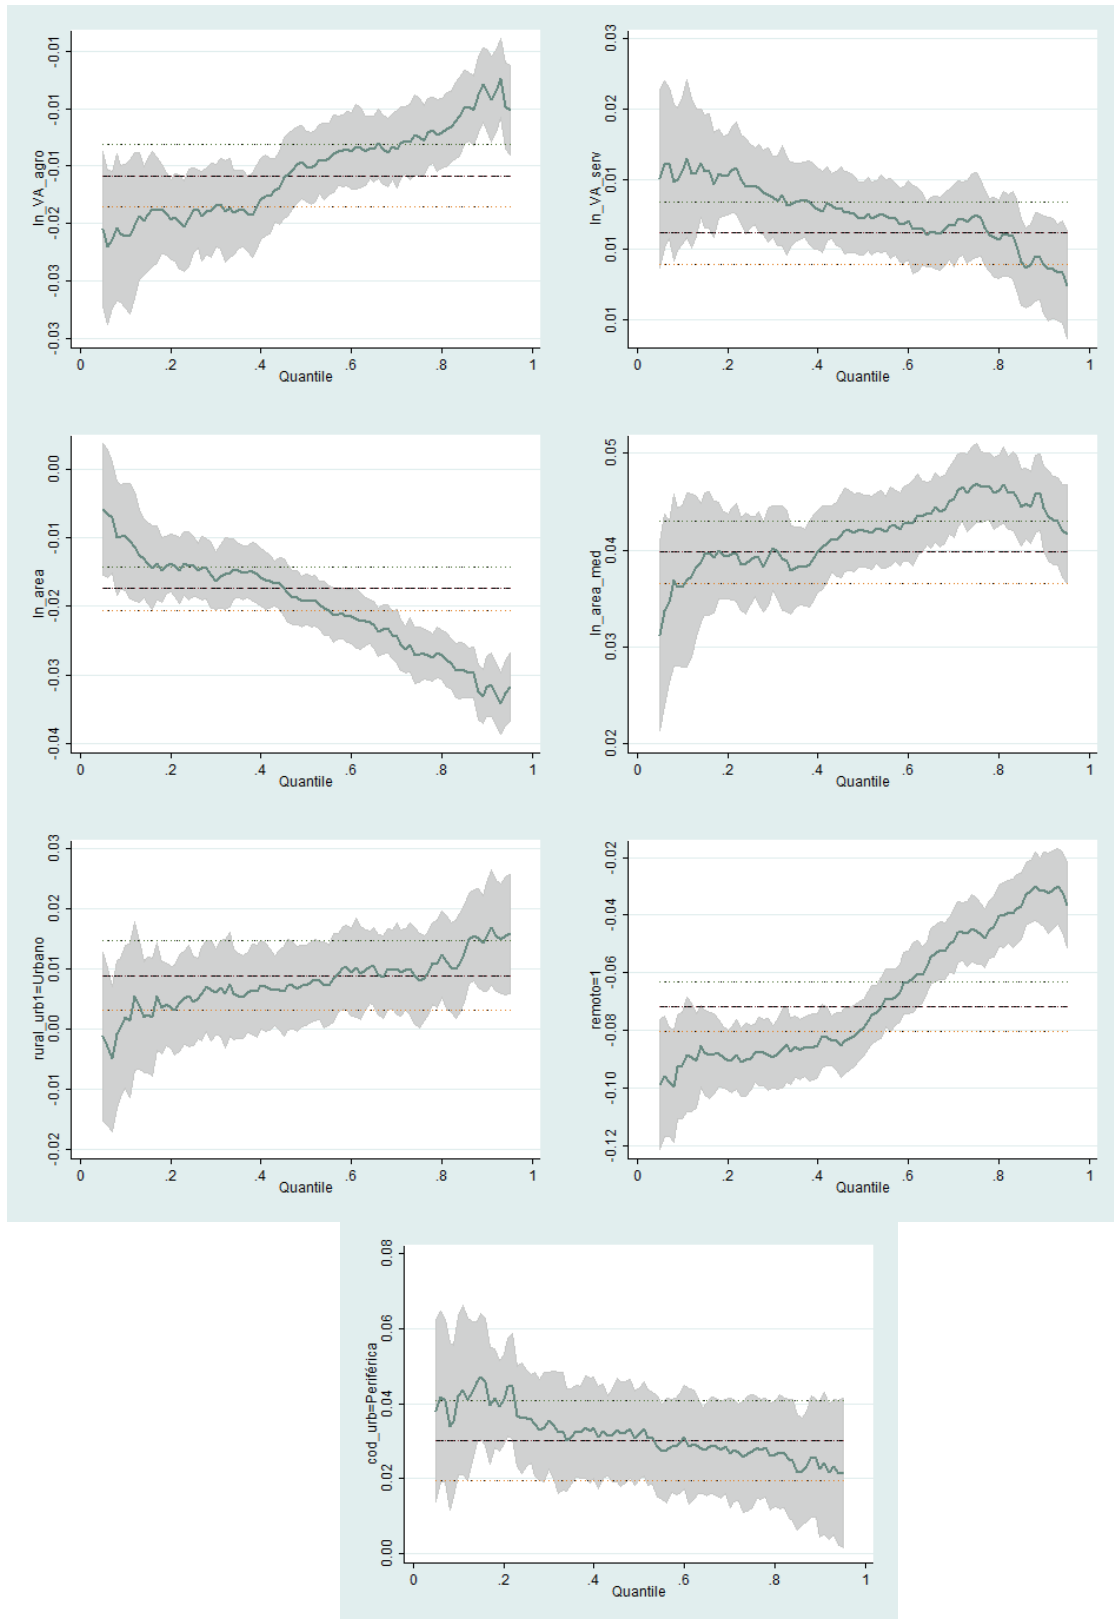 ln_VA_agro
-0.01
-0.01
-0.01
-0.02
-0.03
-0.03
0 .2 .4 .6 .8 1
Quantile
ln_VA_serv
0.03
0.02
0.01
0.01
0.01
0 .2 .4 .6 .8 1
Quantile
ln_area
0.00
-0.01
-0.02
-0.03
-0.04
0 .2 .4 .6 .8 1
Quantile
ln_area_med
0.05
0.04
0.03
0.02
0 .2 .4 .6 .8 1
Quantile
rural_urb1=Urbano
0.03
0.02
0.01
0.00
-0.01
-0.02
0 .2 .4 .6 .8 1
Quantile
remoto=1
-0.02
-0.04
-0.06
-0.08
-0.10
-0.12
0 .2 .4 .6 .8 1
Quantile
cod_urb=Periférica
0.08
0.06
0.04
0.02
0.00
0 .2 .4 .6 .8 1
Quantile